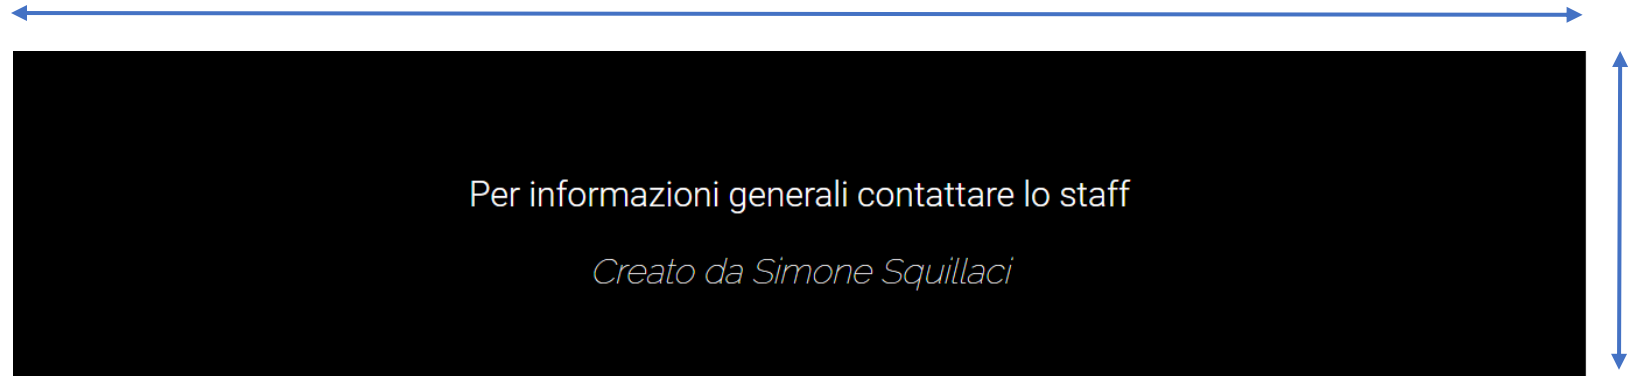 Per informazioni generali contattare lo staff
Creato da Simone Squillaci